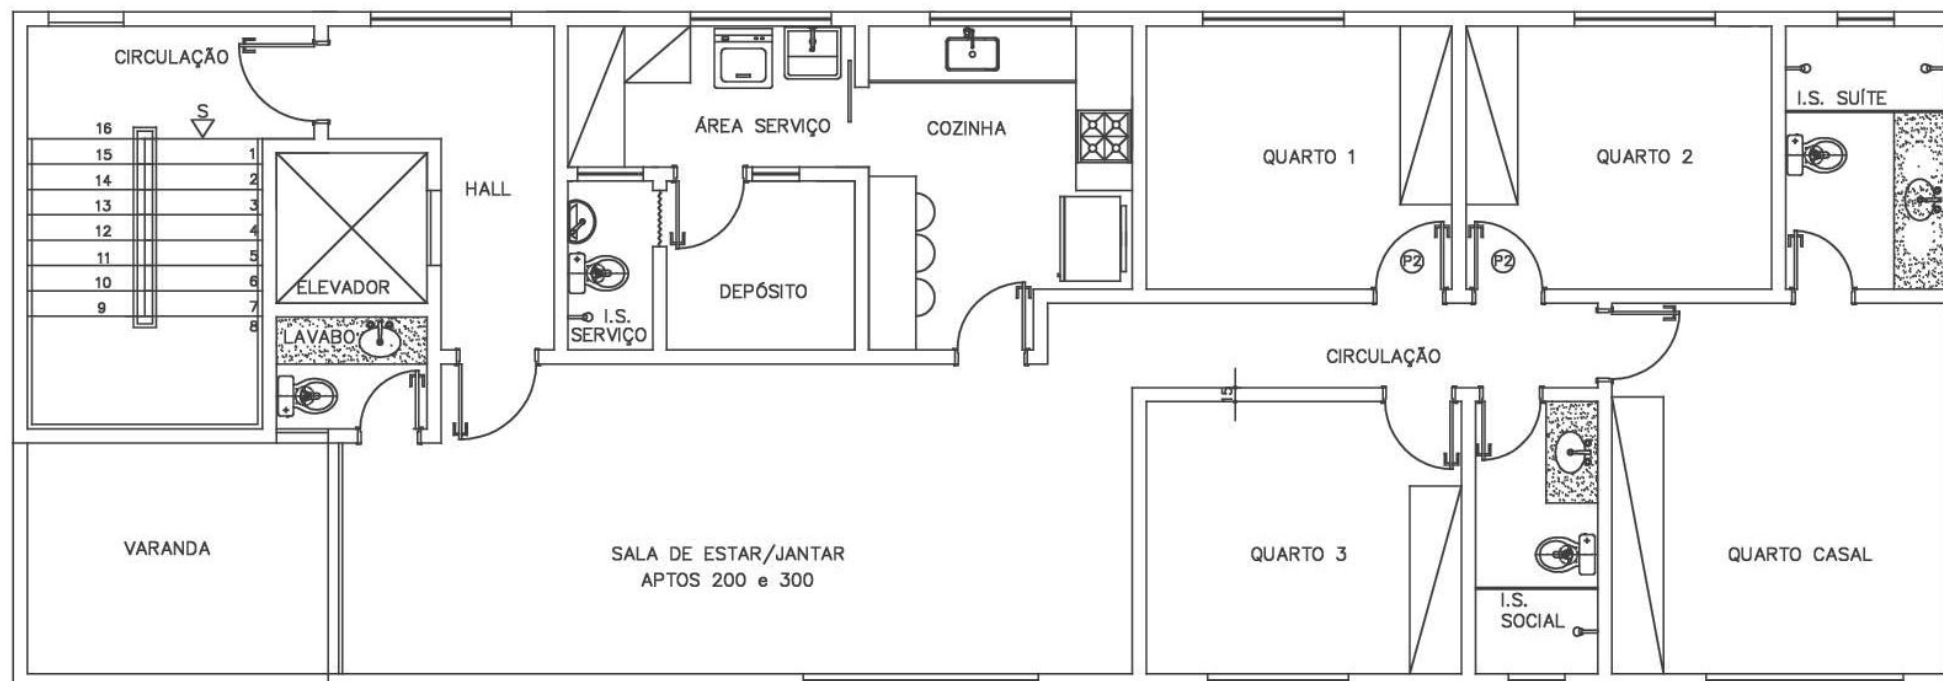 CIRCULAÇÃO
S
16
15
14
13
12
11
10
9
1
2
3
4
5
6
7
8
ELEVADOR
LAVABO
HALL
ÁREA SERVIÇO
COZINHA
I.S.
SERVIÇO
DEPÓSITO
QUARTO 1
P2
QUARTO 2
P2
I.S. SUÍTE
CIRCULAÇÃO
15
VARANDA
SALA DE ESTAR/JANTAR
APTOS 200 e 300
QUARTO 3
I.S.
SOCIAL
QUARTO CASAL